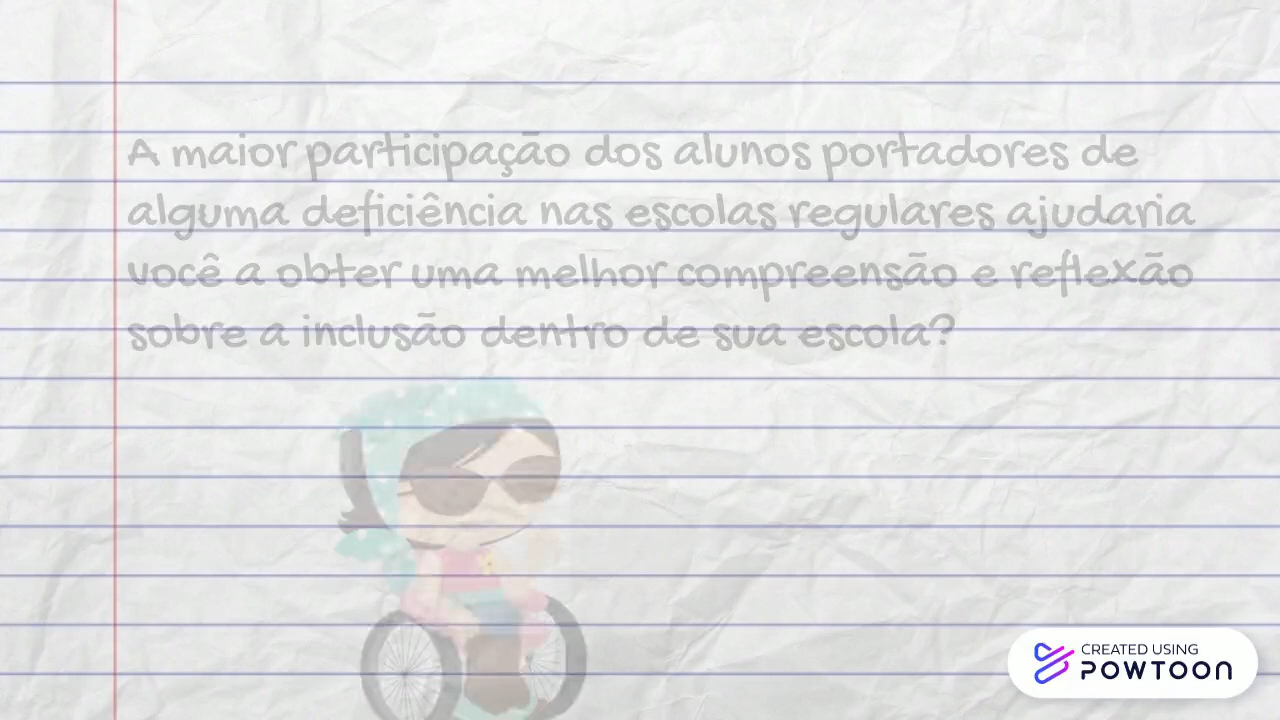 A maior participação dos alunos portadores de
alguma deficiência nas escolas regulares ajudaria
você a obter uma melhor compreensão e reflexão
sobre a inclusão dentro de sua escola?
CREATED USING
POWTOON